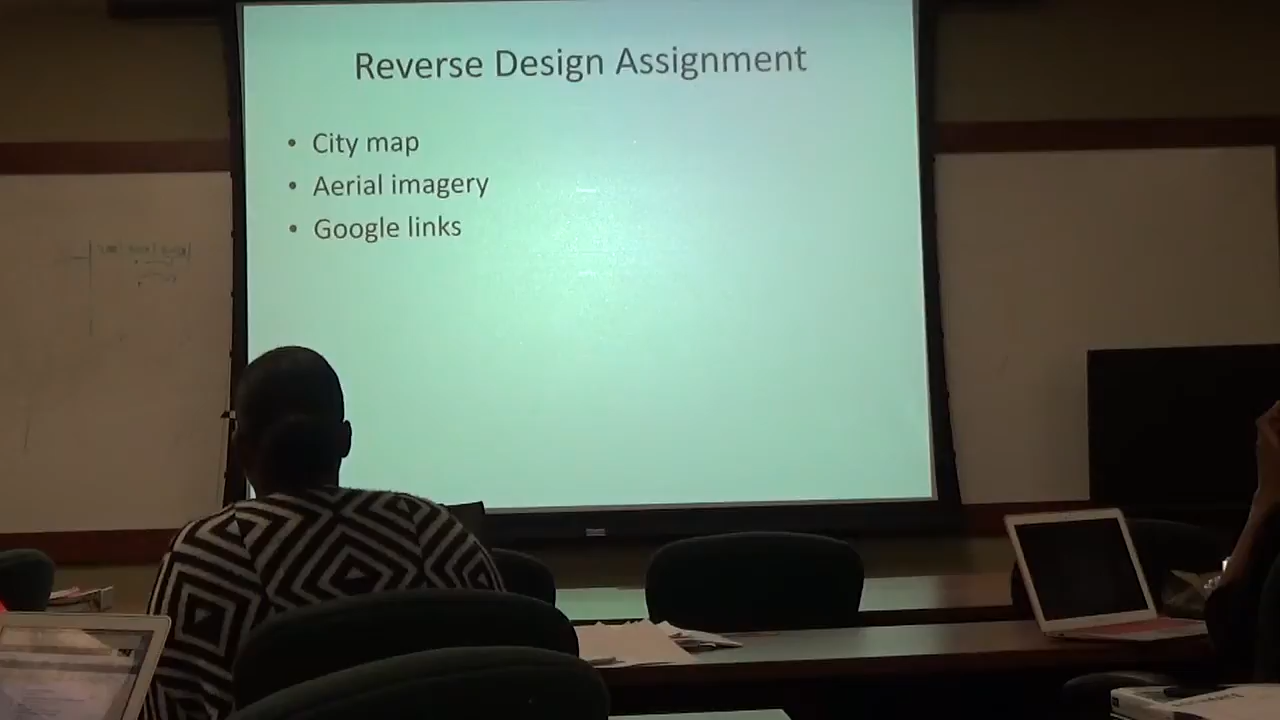 Reverse Design Assignment
• City map
• Aerial imagery
• Google links